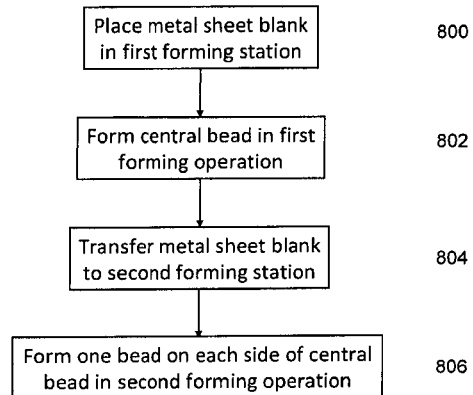 Place metal sheet blank
in first forming station
800
Form central bead in first
forming operation
802
Transfer metal sheet blank
to second forming station
804
Form one bead on each side of central
bead in second forming operation
806